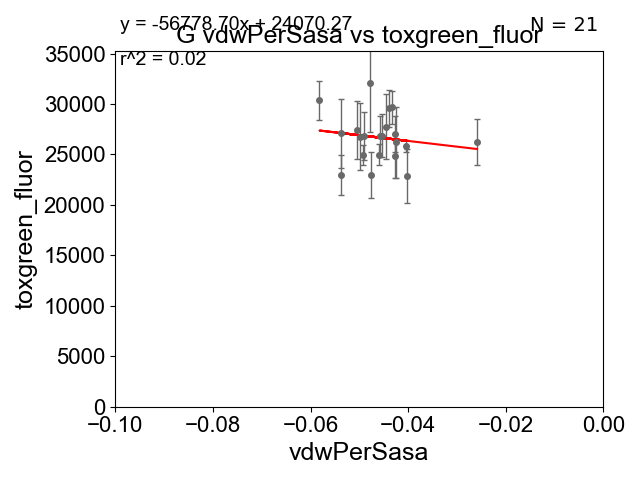 y = -56778.70x + 24070.27
N = 21
G vdwPerSasa vs toxgreen_fluor
r^2 = 0.02
35000
30000
25000
20000
15000
10000
5000
0
toxgreen_fluor
−0.10 −0.08 −0.06 −0.04 −0.02 0.00
vdwPerSasa